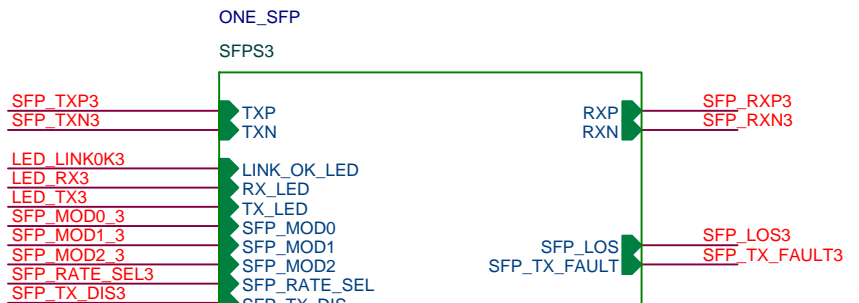 ONE_SFP
SFPS3
SFP_TXP3 TXP RXP SFP_RXP3
SFP_TXN3 TXN RXN SFP_RXN3
LED_LINK0K3 LINK_OK_LED
LED_RX3 RX_LED
LED_TX3 TX_LED
SFP_MOD0_3 SFP_MOD0
SFP_MOD1_3 SFP_MOD1 SFP_LOS SFP_LOS3
SFP_MOD2_3 SFP_MOD2 SFP_TX_FAULT SFP_TX_FAULT3
SFP_RATE_SEL3 SFP_RATE_SEL
SFP_TX_DIS3 SFP_TX_DIS